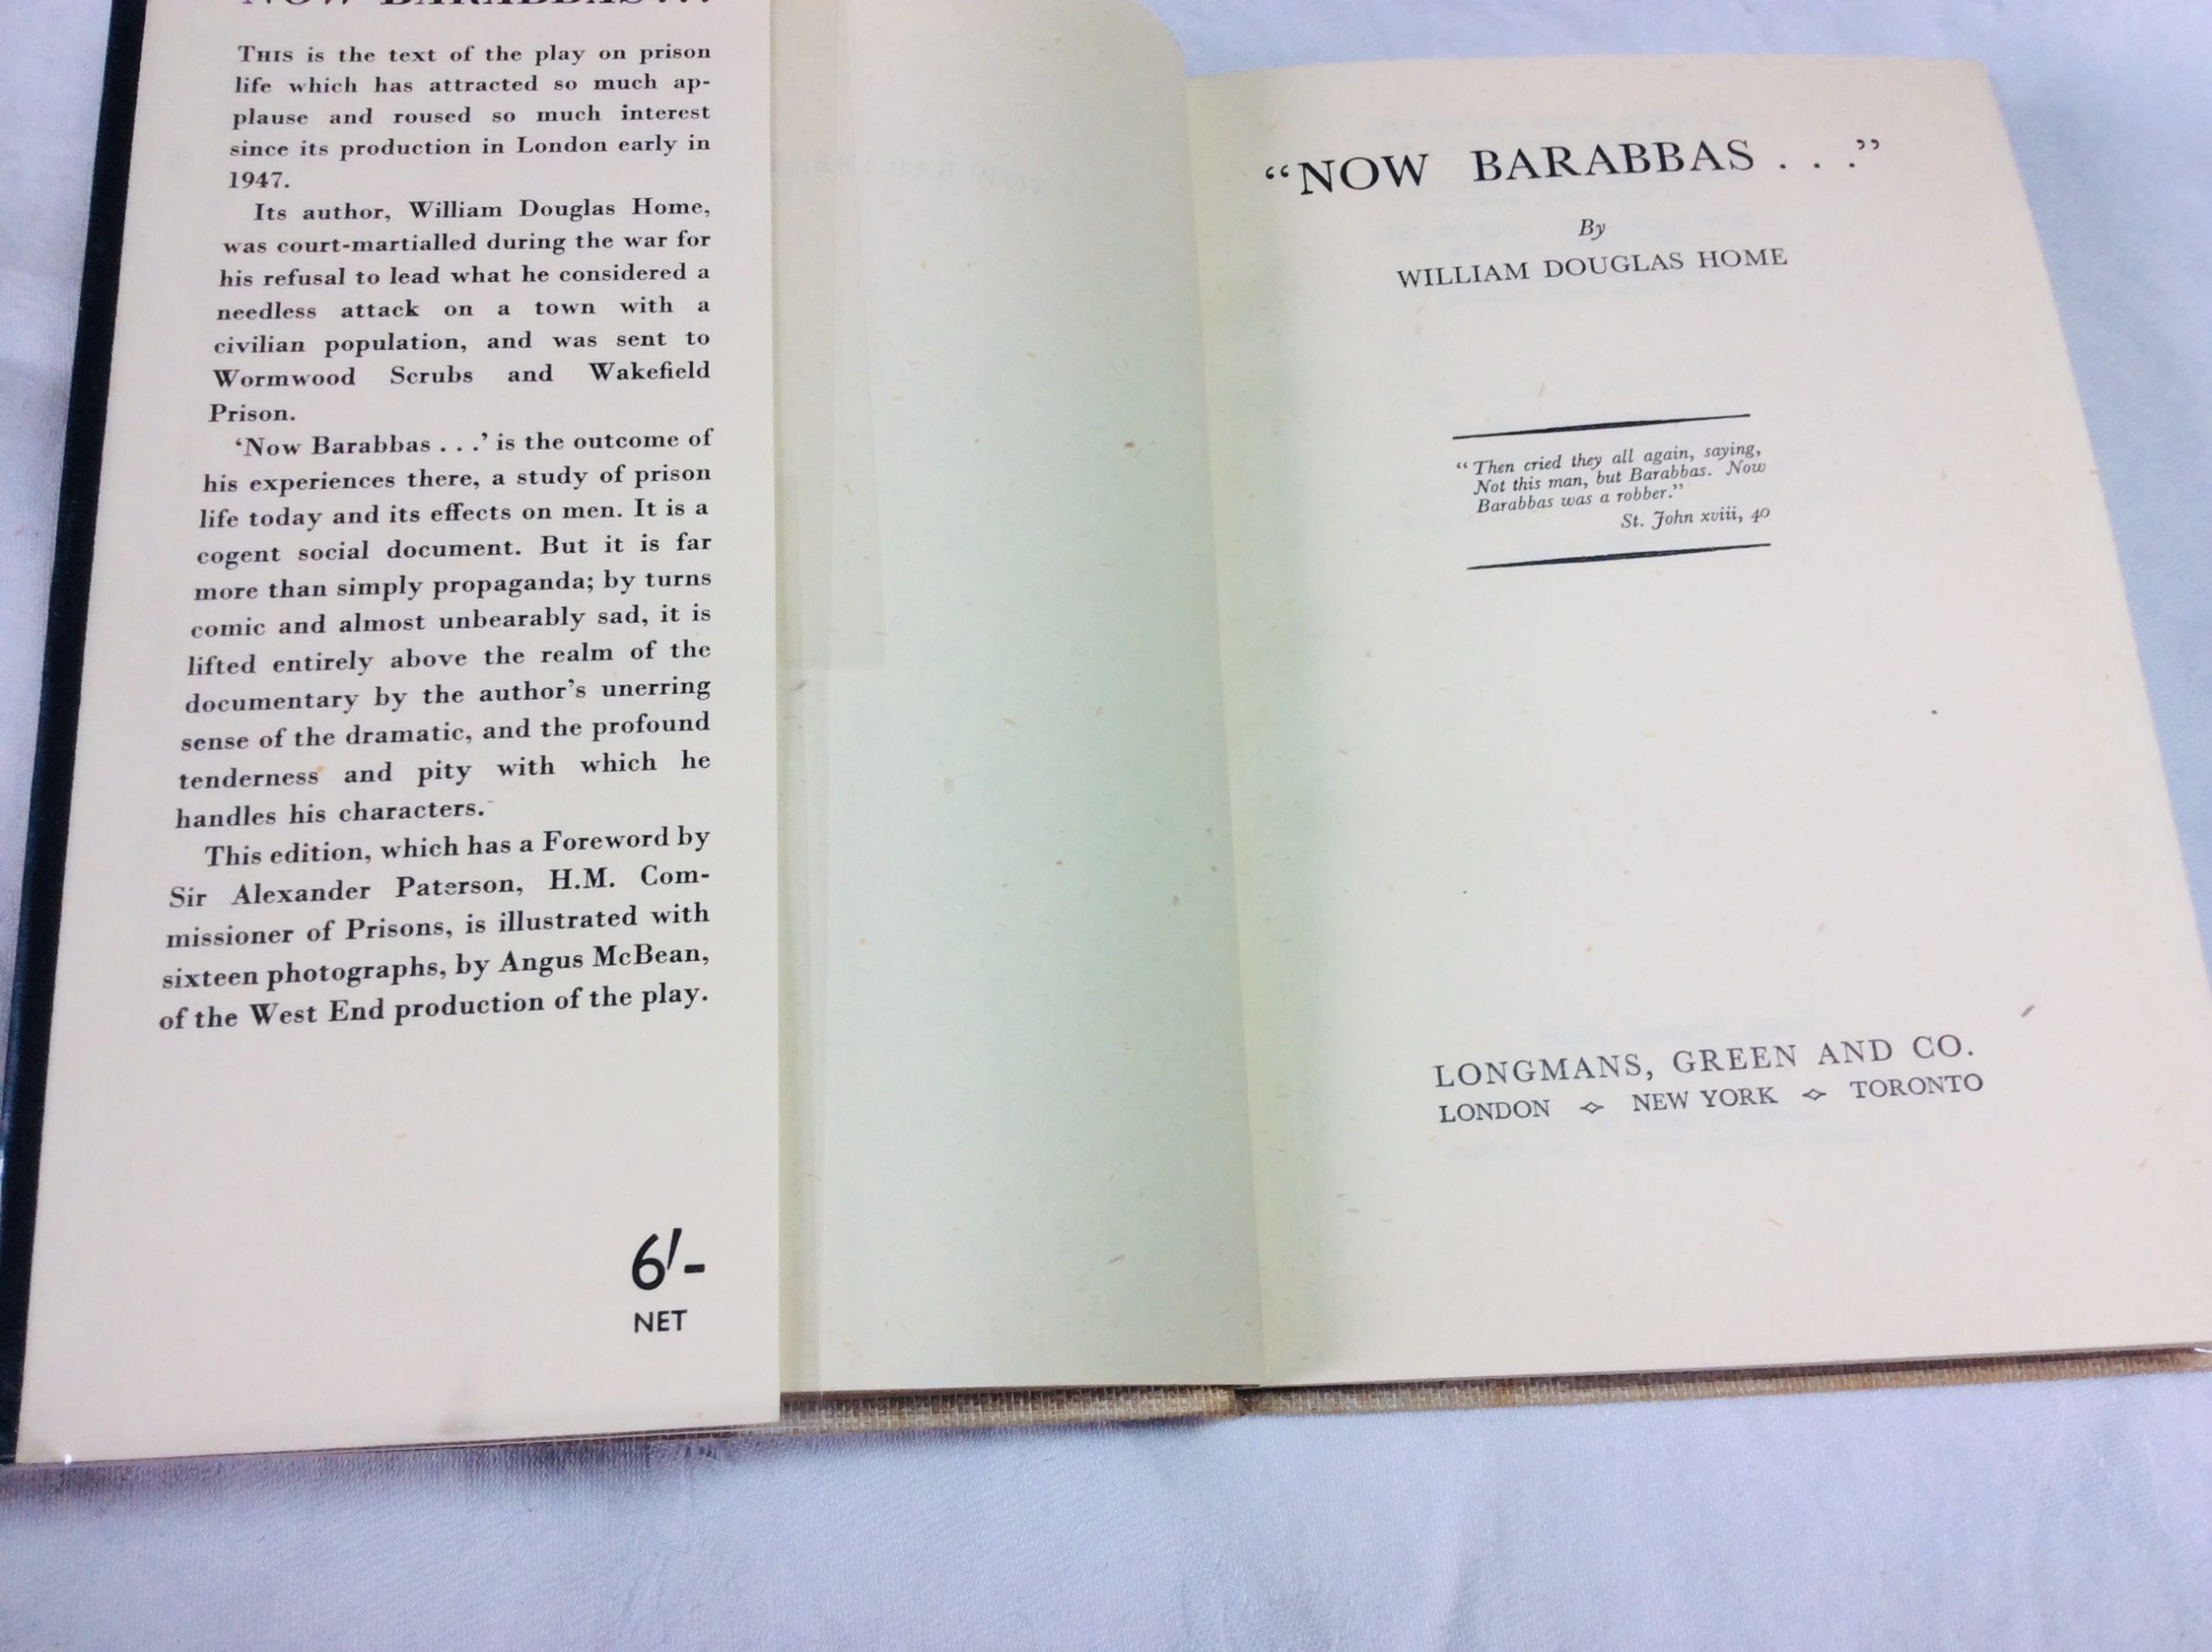 NOW BARABBAS . . .
THIS is the text of the play on prison
life which has attracted so much ap-
plause and roused so much interest
since its production in London early in
1947.
Its author, William Douglas Home,
was court-martialled during the war for
his refusal to lead what he considered a
needless attack on a town with a
civilian population, and was sent to
Wormwood Scrubs and Wakefield
Prison.
‘Now Barabbas . . .’ is the outcome of
his experiences there, a study of prison
life today and its effects on men. It is a
cogent social document. But it is far
more than simply propaganda; by turns
comic and almost unbearably sad, it is
lifted entirely above the realm of the
documentary by the author’s unerring
sense of the dramatic, and the profound
tenderness and pity with which he
handles his characters.
This edition, which has a Foreword by
Sir Alexander Paterson, H.M. Com-
missioner of Prisons, is illustrated with
sixteen photographs, by Angus McBean,
of the West End production of the play.
6/-
NET
“NOW BARABBAS . . .”
By
WILLIAM DOUGLAS HOME
“Then cried they all again, saying,
Not this man, but Barabbas. Now
Barabbas was a robber.”
St. John xviii, 40
LONGMANS, GREEN AND CO.
LONDON ◇ NEW YORK ◇ TORONTO